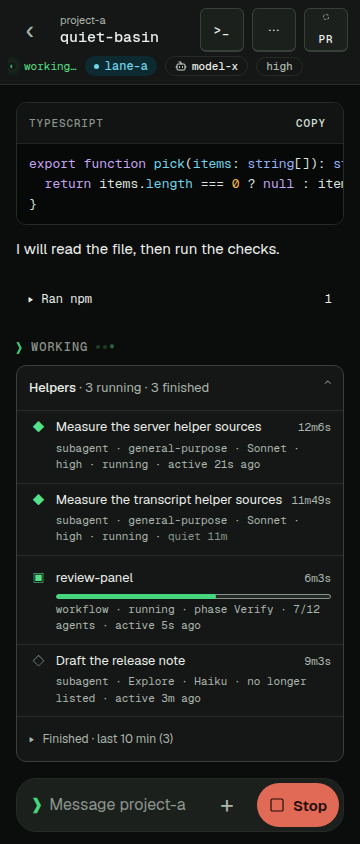 project-a
quiet-basin
>_
...
PR
working…
lane-a
model-x
high
TYPESCRIPT
COPY
export function pick(items: string[]): st
return items.length === 0 ? null : item
}
I will read the file, then run the checks.
Ran npm
1
WORKING
Helpers · 3 running · 3 finished
Measure the server helper sources
12m6s
subagent · general-purpose · Sonnet ·
high · running · active 21s ago
Measure the transcript helper sources
11m49s
subagent · general-purpose · Sonnet ·
high · running · quiet 11m
review-panel
6m3s
workflow · running · phase Verify · 7/12
agents · active 5s ago
Draft the release note
9m3s
subagent · Explore · Haiku · no longer
listed · active 3m ago
Finished · last 10 min (3)
Message project-a
+
Stop